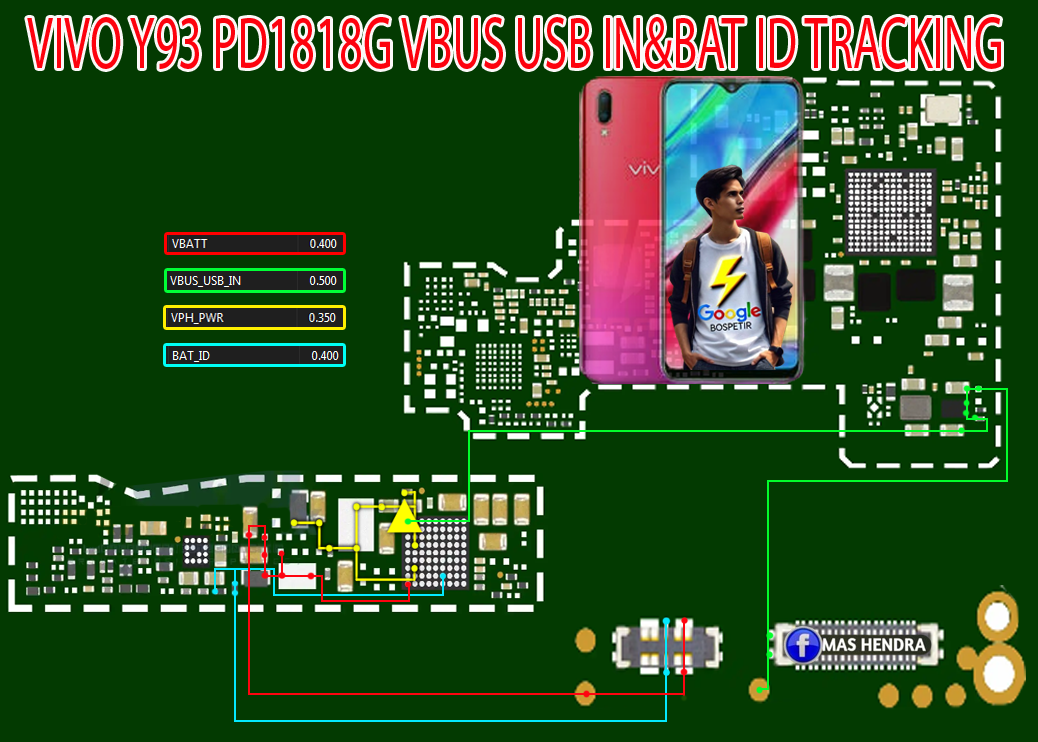 VIVO Y93 PD1818G VBUS USB IN&BAT ID TRACKING
VIV
VBATT 0.400
VBUS_USB_IN 0.500
VPH_PWR 0.350
BAT_ID 0.400
Google
BOSPETIR
f MAS HENDRA